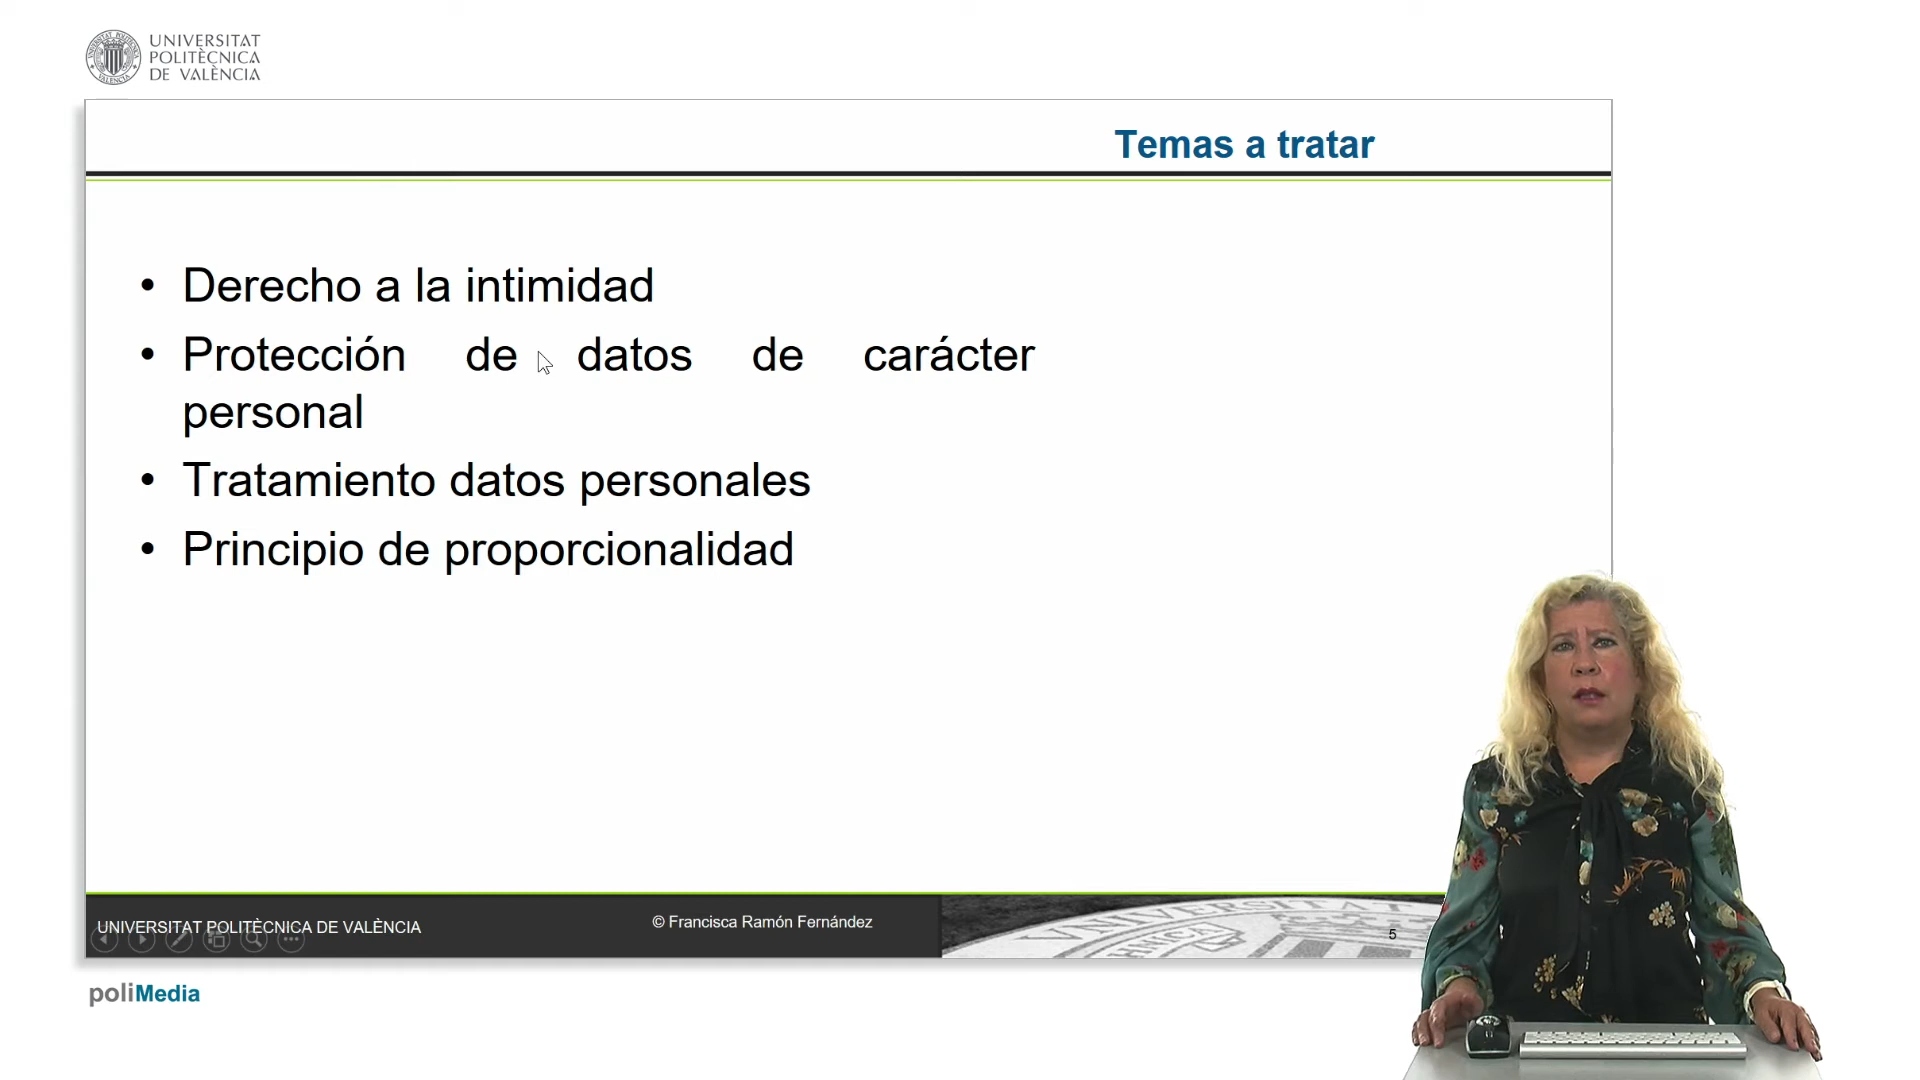 UNIVERSITAT
POLITÈCNICA
DE VALÈNCIA
Temas a tratar
• Derecho a la intimidad
• Protección de datos de carácter
personal
• Tratamiento datos personales
• Principio de proporcionalidad
UNIVERSITAT POLITÈCNICA DE VALÈNCIA
© Francisca Ramón Fernández
5
poliMedia